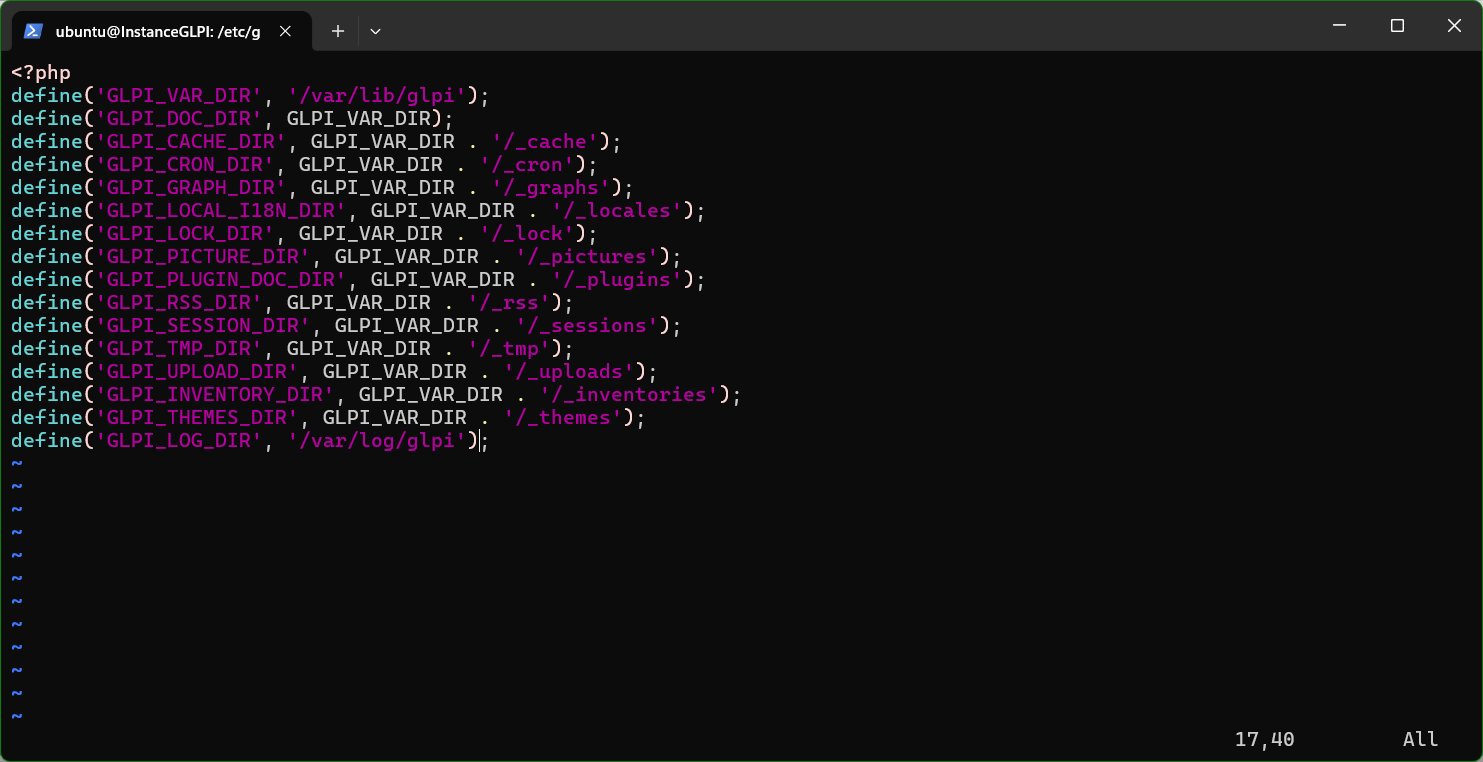 ubuntu@InstanceGLPI: /etc/g
<?php
define('GLPI_VAR_DIR', '/var/lib/glpi');
define('GLPI_DOC_DIR', GLPI_VAR_DIR);
define('GLPI_CACHE_DIR', GLPI_VAR_DIR . '/_cache');
define('GLPI_CRON_DIR', GLPI_VAR_DIR . '/_cron');
define('GLPI_GRAPH_DIR', GLPI_VAR_DIR . '/_graphs');
define('GLPI_LOCAL_I18N_DIR', GLPI_VAR_DIR . '/_locales');
define('GLPI_LOCK_DIR', GLPI_VAR_DIR . '/_lock');
define('GLPI_PICTURE_DIR', GLPI_VAR_DIR . '/_pictures');
define('GLPI_PLUGIN_DOC_DIR', GLPI_VAR_DIR . '/_plugins');
define('GLPI_RSS_DIR', GLPI_VAR_DIR . '/_rss');
define('GLPI_SESSION_DIR', GLPI_VAR_DIR . '/_sessions');
define('GLPI_TMP_DIR', GLPI_VAR_DIR . '/_tmp');
define('GLPI_UPLOAD_DIR', GLPI_VAR_DIR . '/_uploads');
define('GLPI_INVENTORY_DIR', GLPI_VAR_DIR . '/_inventories');
define('GLPI_THEMES_DIR', GLPI_VAR_DIR . '/_themes');
define('GLPI_LOG_DIR', '/var/log/glpi');
~
~
~
~
~
~
~
~
~
~
~
~
17,40 All